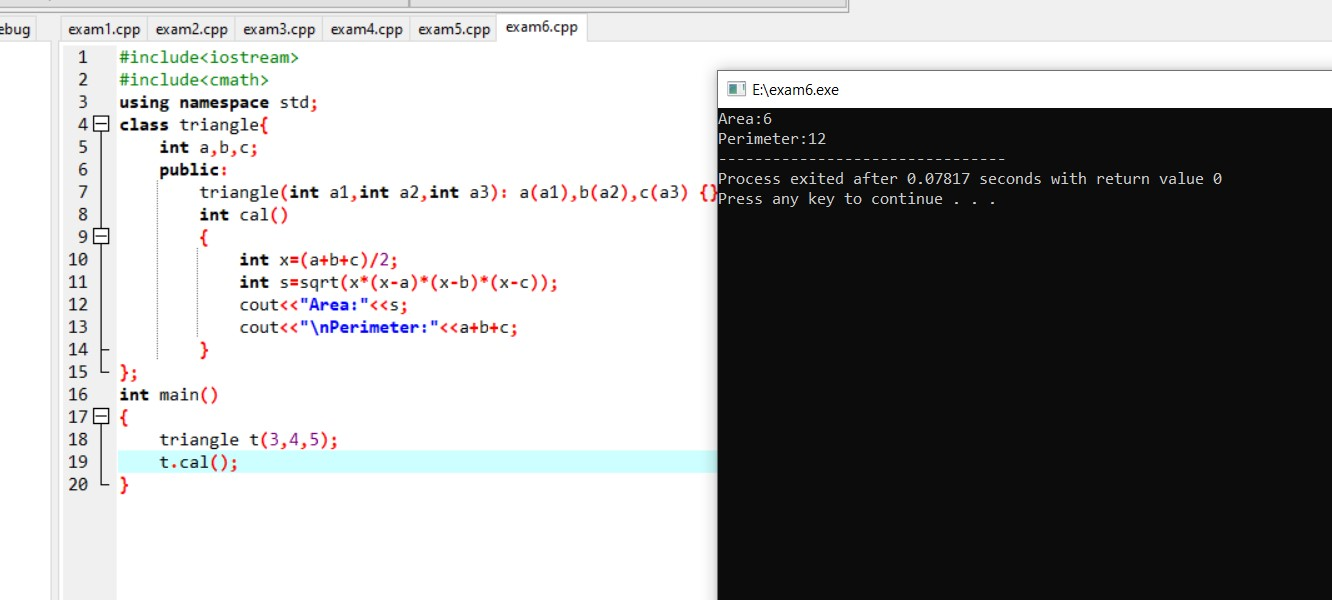 ebug exam1.cpp exam2.cpp exam3.cpp exam4.cpp exam5.cpp exam6.cpp
1 #include<iostream>
2 #include<cmath>
3 using namespace std;
4 class triangle{
5 int a,b,c;
6 public:
7 triangle(int a1,int a2,int a3): a(a1),b(a2),c(a3) {}
8 int cal()
9 {
10 int x=(a+b+c)/2;
11 int s=sqrt(x*(x-a)*(x-b)*(x-c));
12 cout<<"Area:"<<s;
13 cout<<"\nPerimeter:"<<a+b+c;
14 }
15 };
16 int main()
17 {
18 triangle t(3,4,5);
19 t.cal();
20 }
E:\exam6.exe
Area:6
Perimeter:12
--------------------------------
Process exited after 0.07817 seconds with return value 0
Press any key to continue . . .